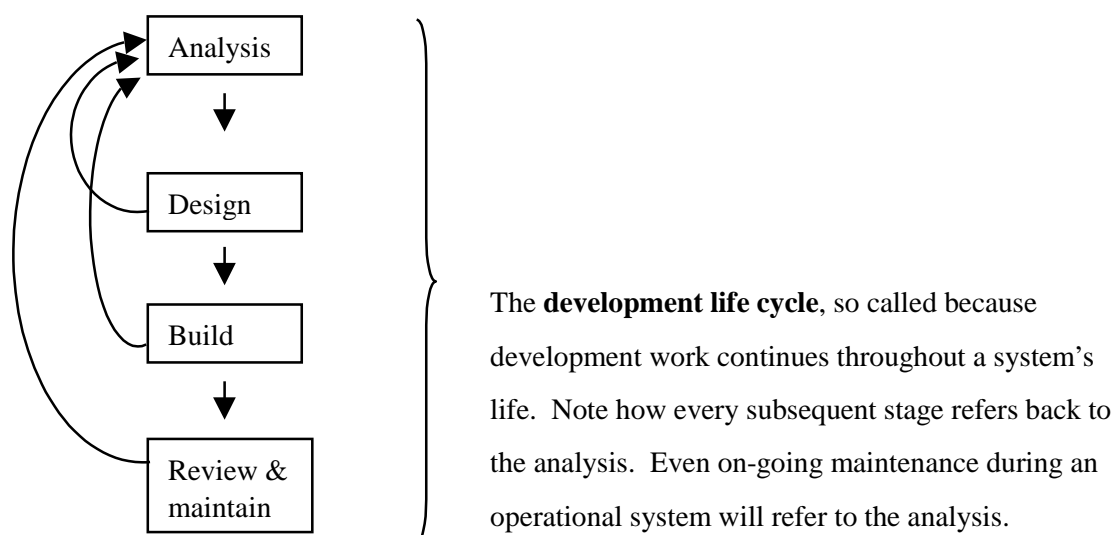 Analysis
Design
Build
Review &
maintain
The development life cycle, so called because
development work continues throughout a system’s
life.  Note how every subsequent stage refers back to
the analysis.  Even on-going maintenance during an
operational system will refer to the analysis.